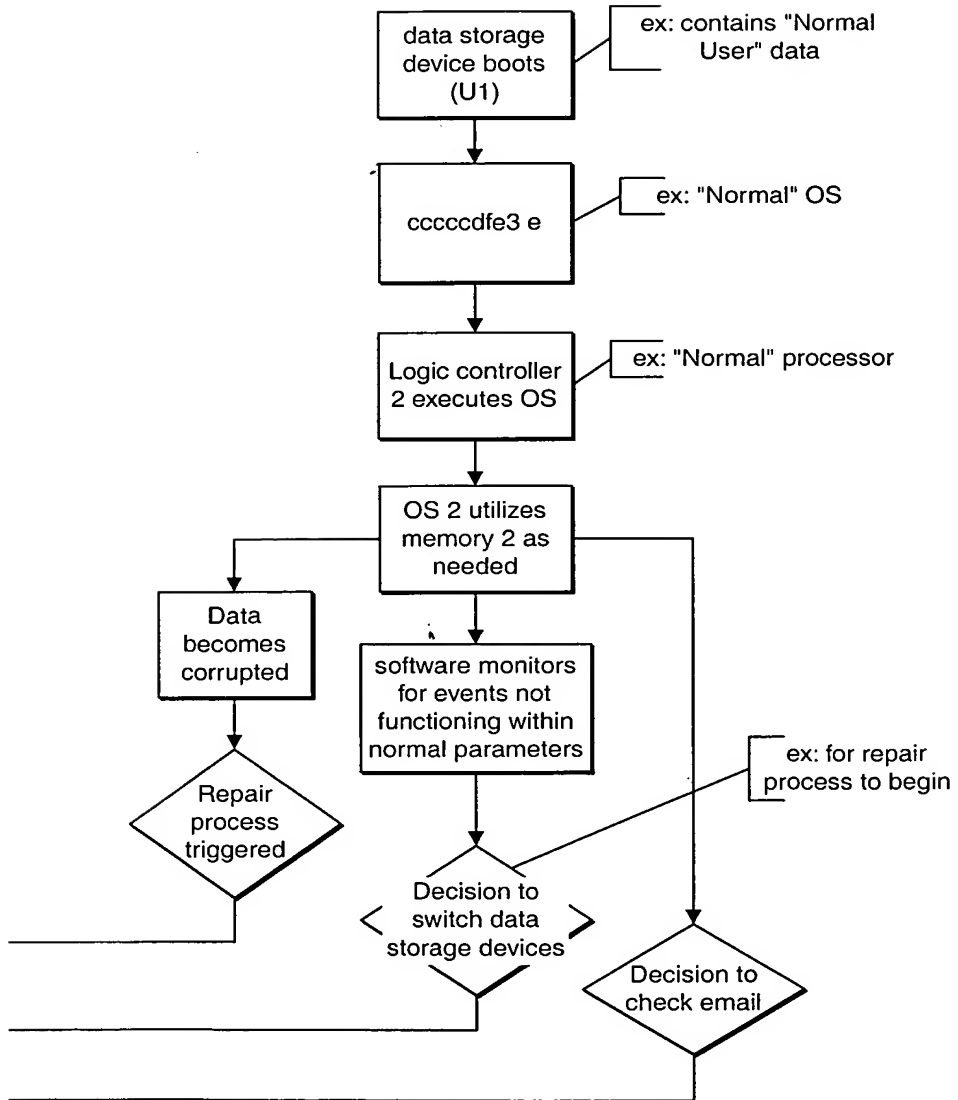 data storage
device boots
(U1)
ex: contains "Normal
User" data
cccccdfe3 e
ex: "Normal" OS
Logic controller
2 executes OS
ex: "Normal" processor
OS 2 utilizes
memory 2 as
needed
Data
becomes
corrupted
software monitors
for events not
functioning within
normal parameters
ex: for repair
process to begin
Repair
process
triggered
Decision to
switch data
storage devices
Decision to
check email